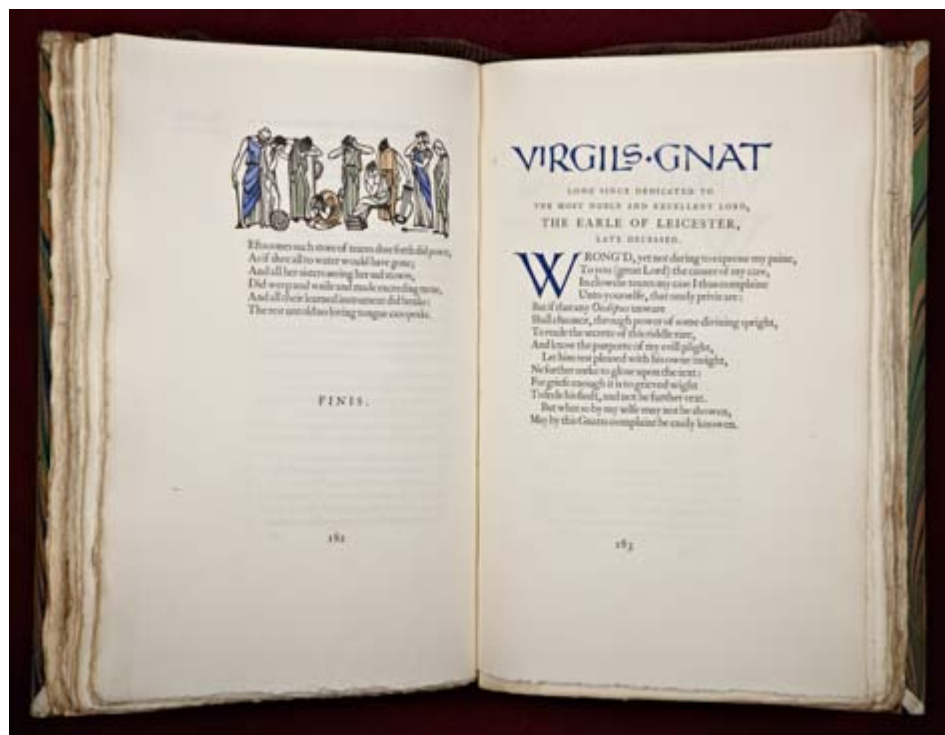 Eftsoones such store of teares shee forth did powre,
As if shee all to water would have gone;
And all her sisters seeing her sad stowre,
Did weep and waile and made exceeding mone,
And all their learned instruments did breake:
The rest untold no loving tongue can speake.
FINIS.
182
VIRGILS·GNAT
LONG SINCE DEDICATED TO
THE MOST NOBLE AND EXCELLENT LORD,
THE EARLE OF LEICESTER,
LATE DECEASED.
WRONG'D, yet not daring to expresse my paine,
To you (great Lord) the causer of my care,
In clowdie teares my case I thus complaine
Unto yourselfe, that onely privie are:
But if that any Oedipus unware
Shall chaunce, through power of some divining spright,
To reade the secrete of this riddle rare,
And know the purporte of my evill plight,
Let him rest pleased with his owne insight,
Ne further seeke to glose upon the text:
For griefe enough it is to grieved wight
To feele his fault, and not be further vext.
But what so by my selfe may not be showen,
May by this Gnatts complaint be easily knowen.
183